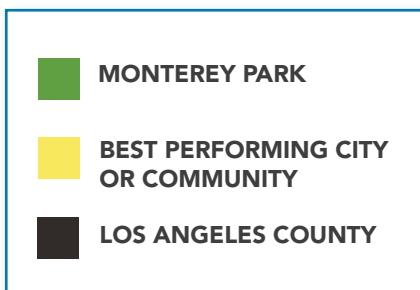 MONTEREY PARK
BEST PERFORMING CITY
OR COMMUNITY
LOS ANGELES COUNTY